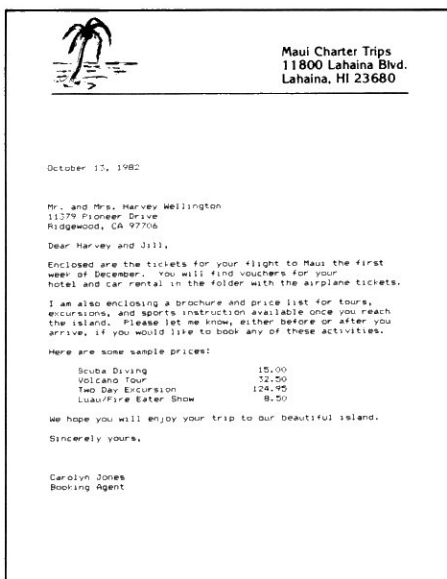 Maui Charter Trips
11800 Lahaina Blvd.
Lahaina, HI 23680
October 13, 1982
Mr. and Mrs. Harvey Wellington
11379 Pioneer Drive
Ridgewood, CA 97706
Dear Harvey and Jill,
Enclosed are the tickets for your flight to Maui the first
week of December. You will find vouchers for your
hotel and car rental in the folder with the airplane tickets.
I am also enclosing a brochure and price list for tours,
excursions, and sports instruction available once you reach
the island. Please let me know, either before or after you
arrive, if you would like to book any of these activities.
Here are some sample prices:
Scuba Diving 15.00
Volcano Tour 32.50
Two Day Excursion 124.95
Luau/Fire Eater Show 8.50
We hope you will enjoy your trip to our beautiful island.
Sincerely yours,
Carolyn Jones
Booking Agent